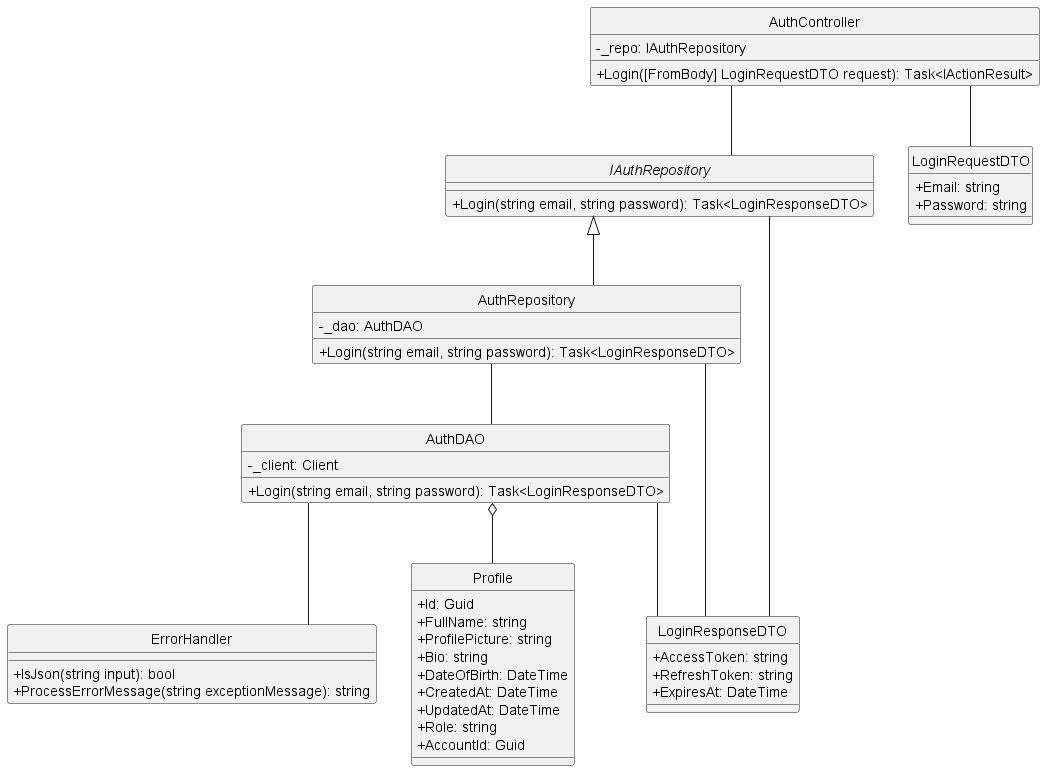 AuthController
-_repo: IAuthRepository
+Login([FromBody] LoginRequestDTO request): Task<IActionResult>
IAuthRepository
+Login(string email, string password): Task<LoginResponseDTO>
LoginRequestDTO
+Email: string
+Password: string
AuthRepository
-_dao: AuthDAO
+Login(string email, string password): Task<LoginResponseDTO>
AuthDAO
-_client: Client
+Login(string email, string password): Task<LoginResponseDTO>
ErrorHandler
+IsJson(string input): bool
+ProcessErrorMessage(string exceptionMessage): string
Profile
+Id: Guid
+FullName: string
+ProfilePicture: string
+Bio: string
+DateOfBirth: DateTime
+CreatedAt: DateTime
+UpdatedAt: DateTime
+Role: string
+AccountId: Guid
LoginResponseDTO
+AccessToken: string
+RefreshToken: string
+ExpiresAt: DateTime